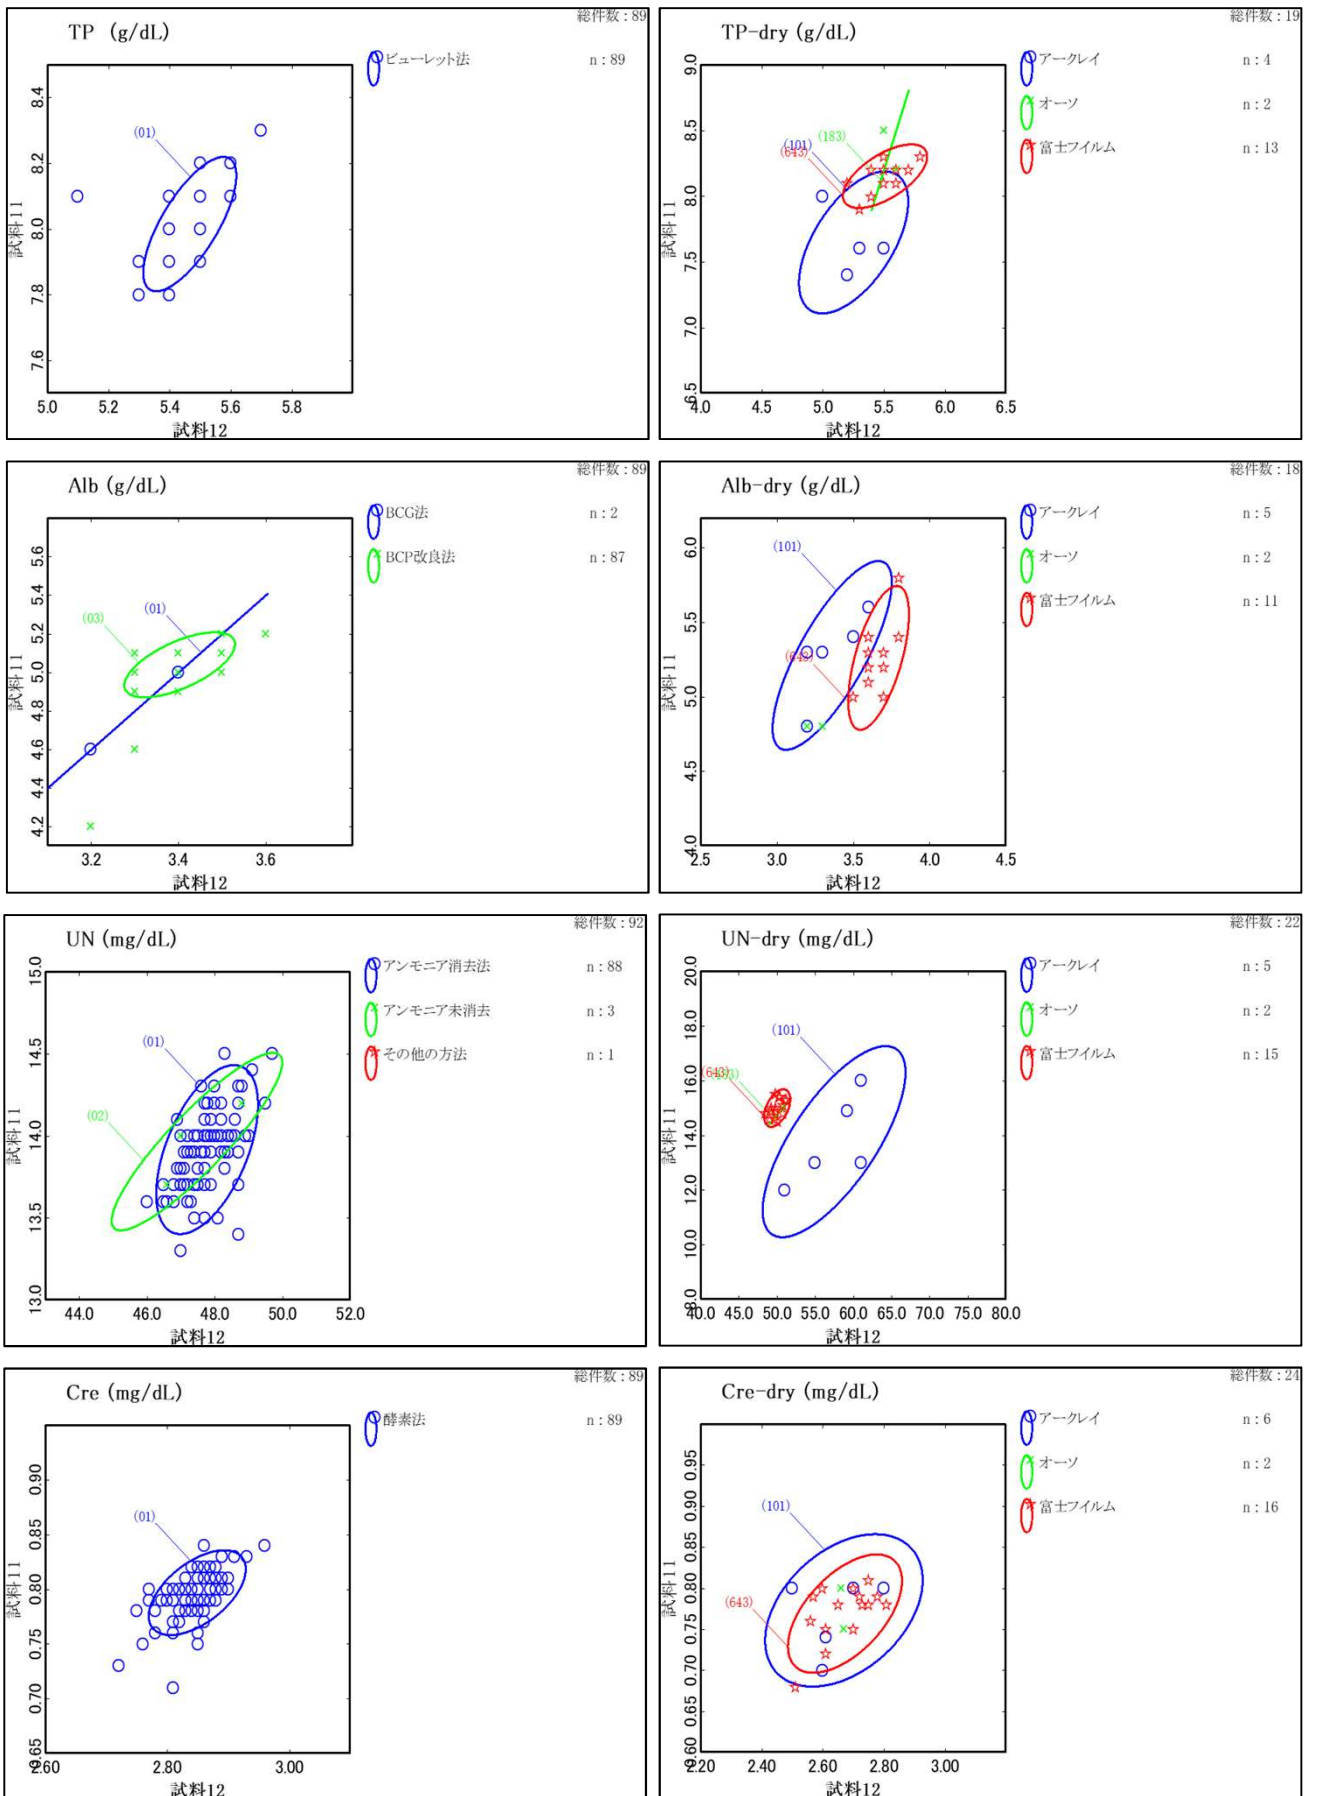 総件数：89
TP (g/dL)
ビューレット法 n：89
(01)
8.4
8.2
8.0
7.8
7.6
試料11
5.0 5.2 5.4 5.6 5.8
試料12
総件数：19
TP-dry (g/dL)
アークレイ n：4
オーソ n：2
富士フイルム n：13
(183)
(101)
(643)
9.0
8.5
8.0
7.5
7.0
6.5
試料11
4.0 4.5 5.0 5.5 6.0 6.5
試料12
総件数：89
Alb (g/dL)
BCG法 n：2
BCP改良法 n：87
(01)
(03)
5.6
5.4
5.2
5.0
4.8
4.6
4.4
4.2
試料11
3.2 3.4 3.6
試料12
総件数：18
Alb-dry (g/dL)
アークレイ n：5
オーソ n：2
富士フイルム n：11
(101)
(643)
6.0
5.5
5.0
4.5
4.0
試料11
2.5 3.0 3.5 4.0 4.5
試料12
総件数：92
UN (mg/dL)
アンモニア消去法 n：88
アンモニア未消去 n：3
その他の方法 n：1
(01)
(02)
15.0
14.5
14.0
13.5
13.0
試料11
44.0 46.0 48.0 50.0 52.0
試料12
総件数：22
UN-dry (mg/dL)
アークレイ n：5
オーソ n：2
富士フイルム n：15
(101)
(643)
20.0
18.0
16.0
14.0
12.0
10.0
8.0
試料11
40.0 45.0 50.0 55.0 60.0 65.0 70.0 75.0 80.0
試料12
総件数：89
Cre (mg/dL)
酵素法 n：89
(01)
0.90
0.85
0.80
0.75
0.70
0.65
試料11
2.60 2.80 3.00
試料12
総件数：24
Cre-dry (mg/dL)
アークレイ n：6
オーソ n：2
富士フイルム n：16
(101)
(643)
0.95
0.90
0.85
0.80
0.75
0.70
0.65
0.60
試料11
2.20 2.40 2.60 2.80 3.00
試料12